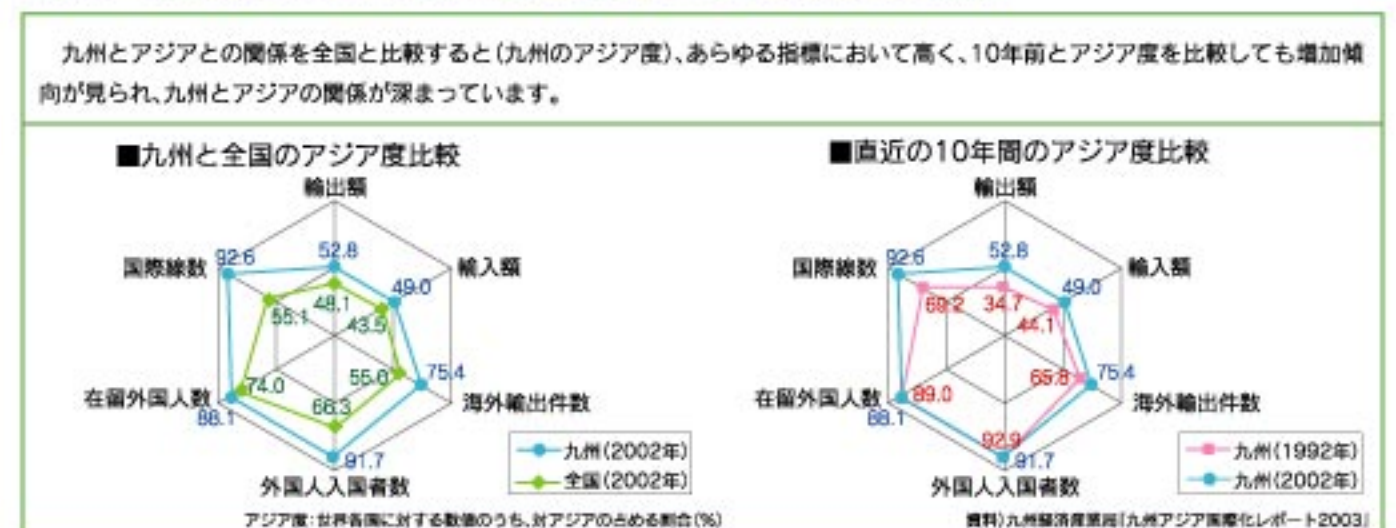 九州とアジアとの関係を全国と比較すると(九州のアジア度)、あらゆる指標において高く、10年前とアジア度を比較しても増加傾
向が見られ、九州とアジアの関係が深まっています。
■九州と全国のアジア度比較
輸出額
52.8
92.6
国際線数
輸入額
49.0
48.1
55.1
43.5
74.0
55.0
75.4
在留外国人数
88.1
66.3
海外輸出件数
91.7
外国人入国者数
九州(2002年)
全国(2002年)
アジア度:世界各国に対する数値のうち、対アジアの占める割合(%)
■直近の10年間のアジア度比較
輸出額
52.8
92.6
国際線数
輸入額
49.0
69.2
34.7
44.1
65.8
75.4
89.0
在留外国人数
88.1
海外輸出件数
92.9
91.7
外国人入国者数
九州(1992年)
九州(2002年)
資料)九州経済産業局「九州アジア国際化レポート2003」